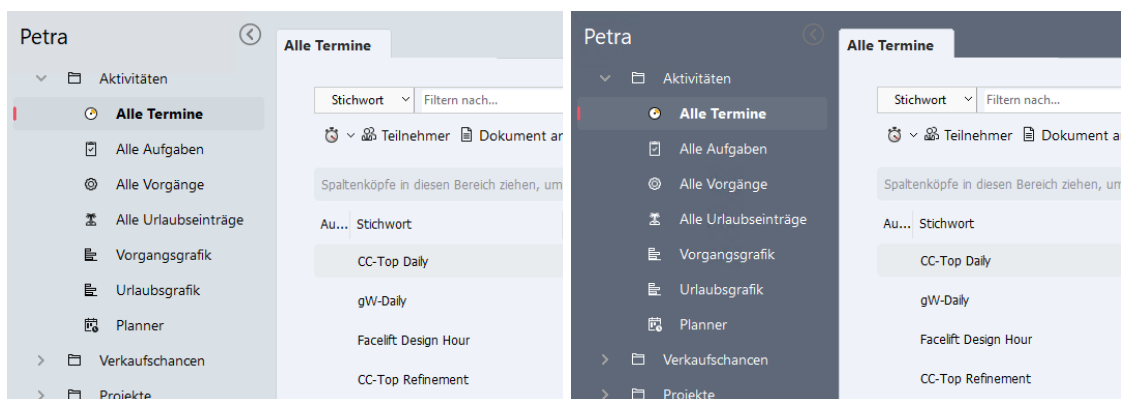 Petra
Alle Termine
Aktivitäten
Alle Termine
Stichwort Filtern nach...
Alle Aufgaben
Teilnehmer Dokument an
Alle Vorgänge
Spaltenköpfe in diesen Bereich ziehen, um
Alle Urlaubseinträge
Au... Stichwort
Vorgangsgrafik
CC-Top Daily
Urlaubsgrafik
gW-Daily
Planner
Facelift Design Hour
Verkaufschancen
CC-Top Refinement
Projekte
Petra
Alle Termine
Aktivitäten
Alle Termine
Stichwort Filtern nach...
Alle Aufgaben
Teilnehmer Dokument a
Alle Vorgänge
Spaltenköpfe in diesen Bereich ziehen, um
Alle Urlaubseinträge
Au... Stichwort
Vorgangsgrafik
CC-Top Daily
Urlaubsgrafik
gW-Daily
Planner
Facelift Design Hour
Verkaufschancen
CC-Top Refinement
Projekte